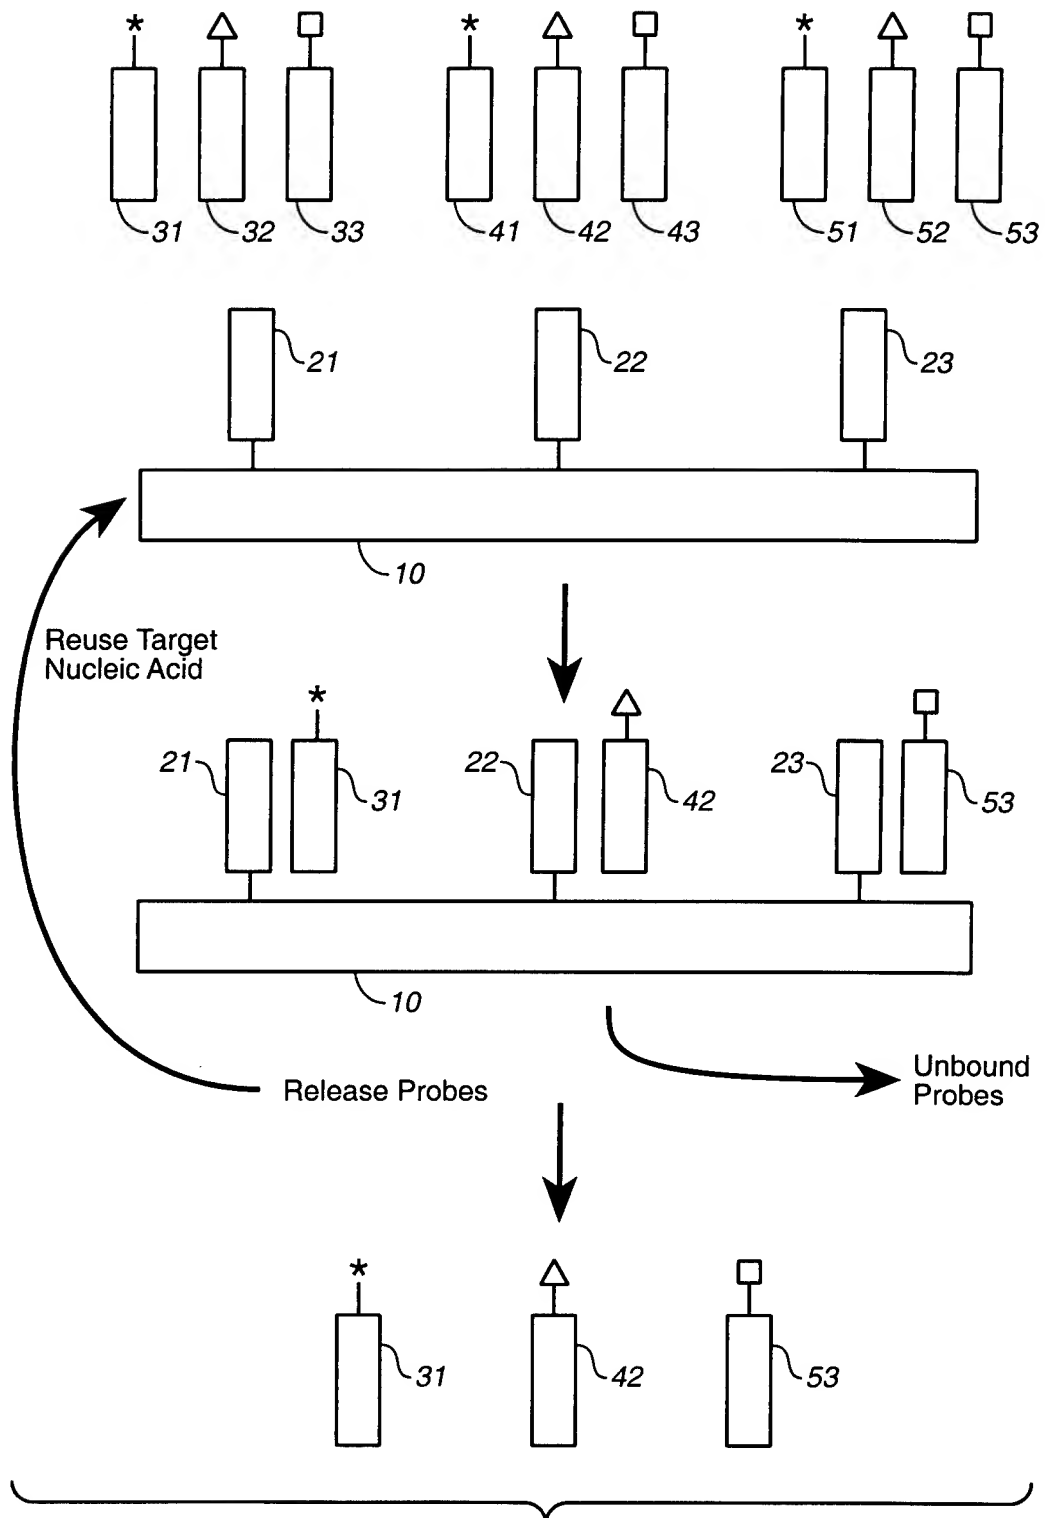 * * *
31 32 33 41 42 43 51 52 53
21 22 23
10
Reuse Target
Nucleic Acid
*
21 31 22 42 23 53
10
Unbound
Probes
Release Probes
*
31 42 53